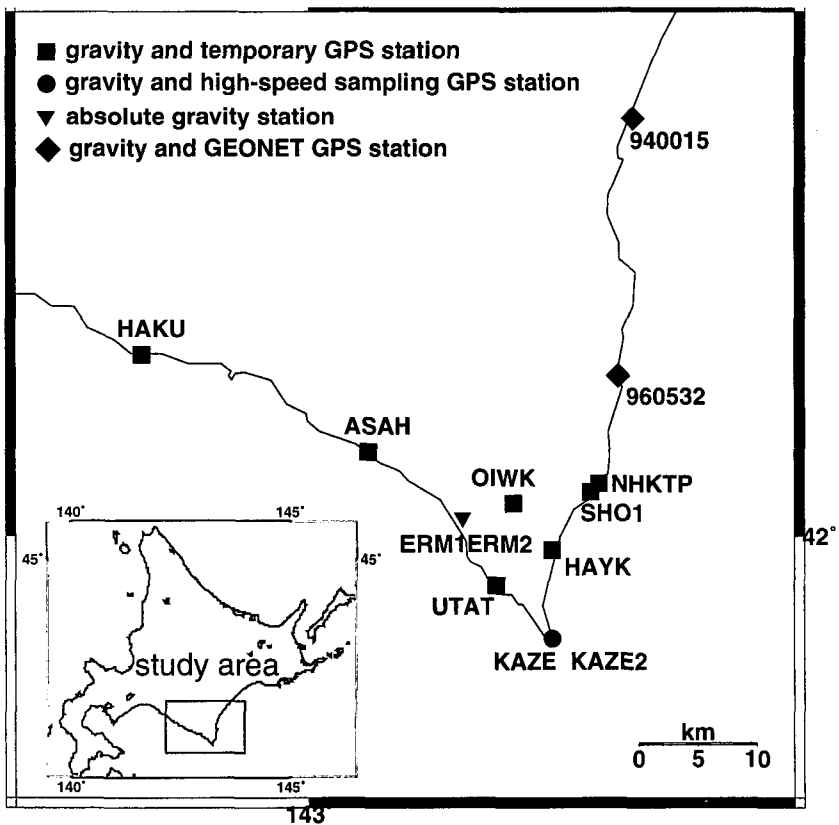 gravity and temporary GPS station
gravity and high-speed sampling GPS station
absolute gravity station
gravity and GEONET GPS station
940015
HAKU
960532
ASAH
OIWK
NHKTP
SHO1
140°
145°
42°
ERM1ERM2
45°
45°
HAYK
UTAT
KAZE KAZE2
study area
km
0 5 10
140°
145°
143